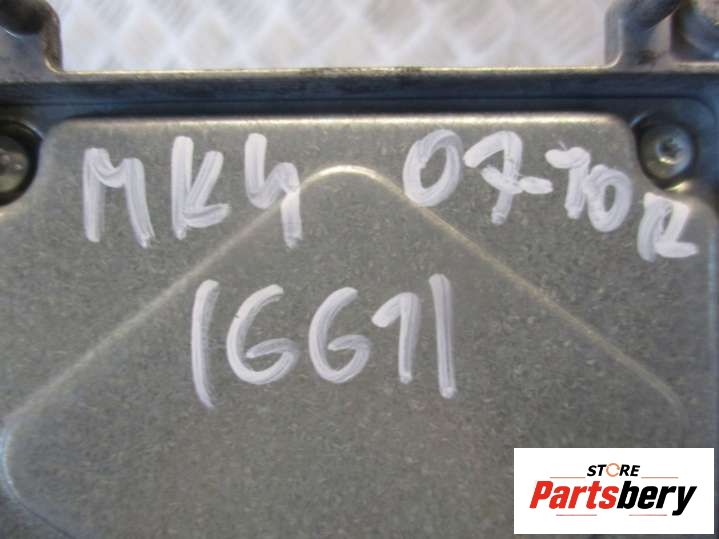 MK4 07-10R
|GG1|
STORE
Partsbery